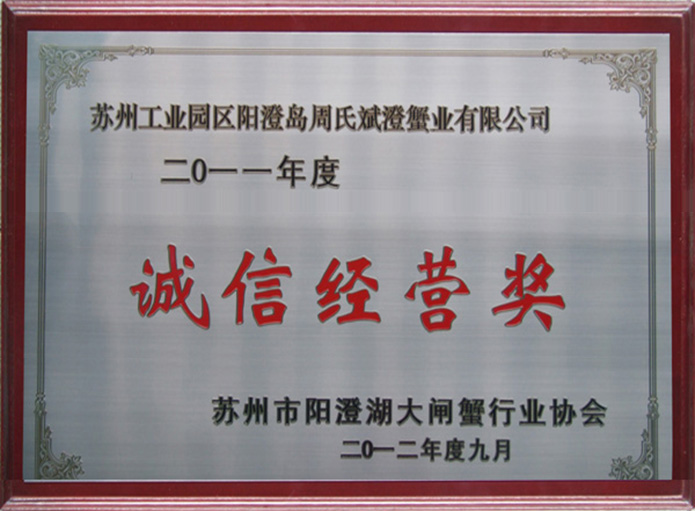 苏州工业园区阳澄岛周氏斌澄蟹业有限公司
二0一一年度
诚信经营奖
苏州市阳澄湖大闸蟹行业协会
二0一二年度九月